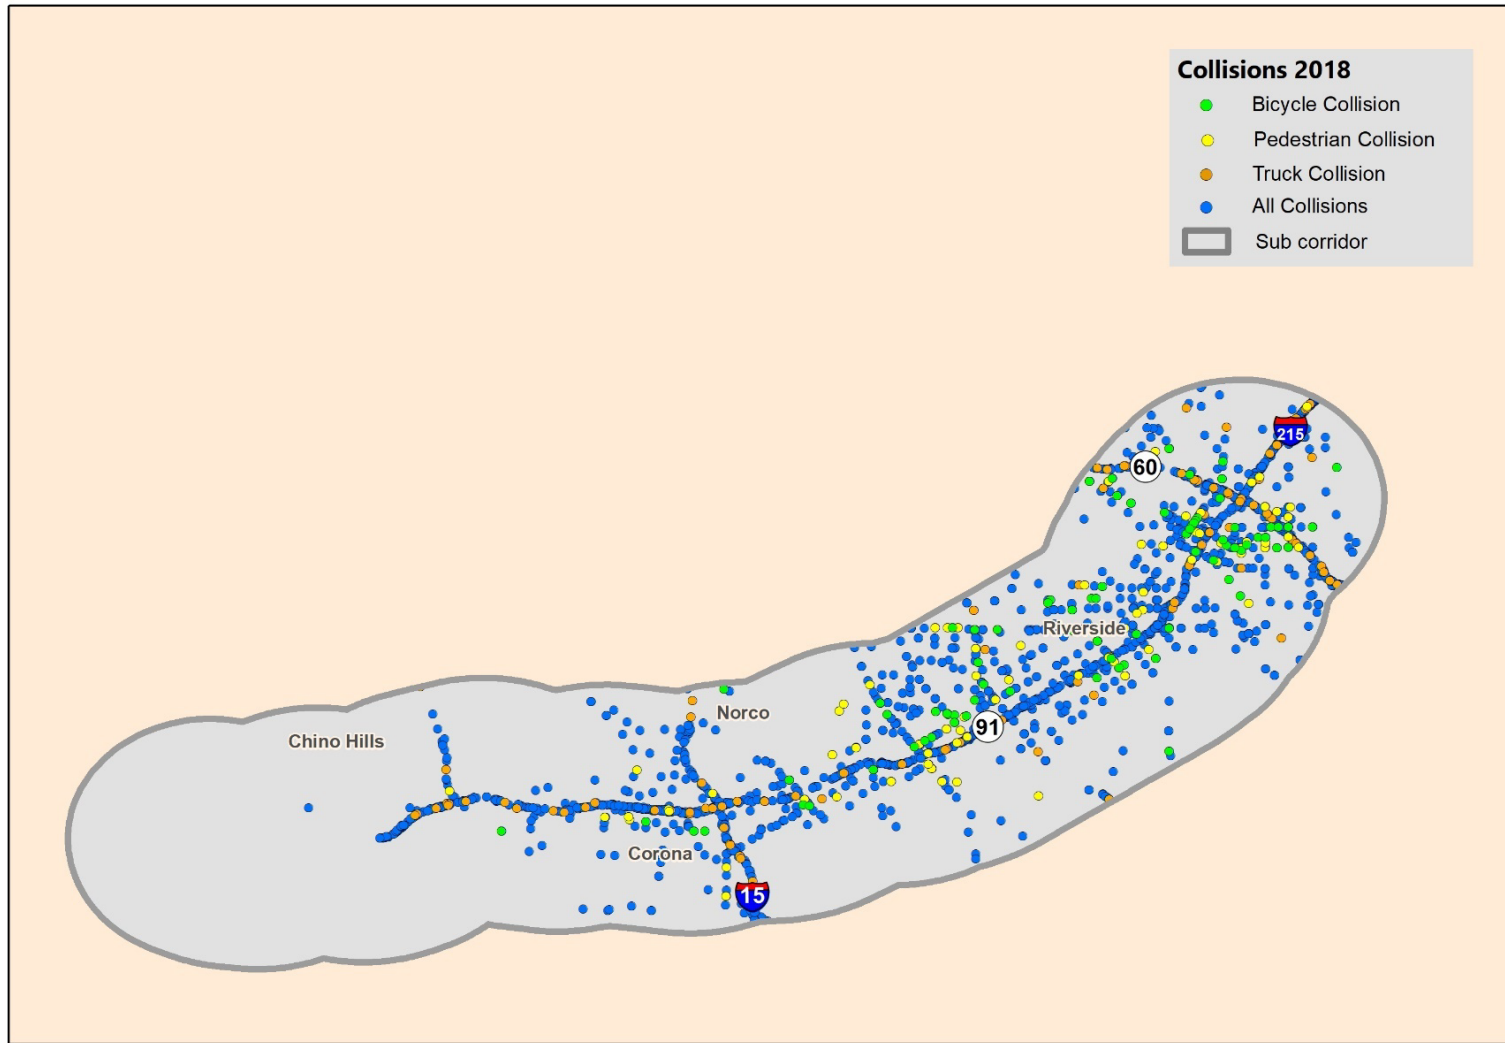 Collisions 2018
Bicycle Collision
Pedestrian Collision
Truck Collision
All Collisions
Sub corridor
215
60
Riverside
Norco
91
Chino Hills
Corona
15